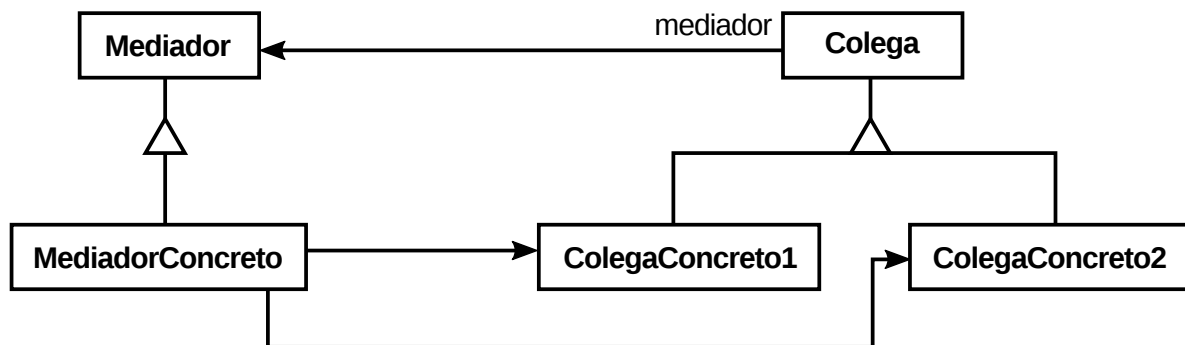 Mediador
mediador
Colega
MediadorConcreto
ColegaConcreto1
ColegaConcreto2